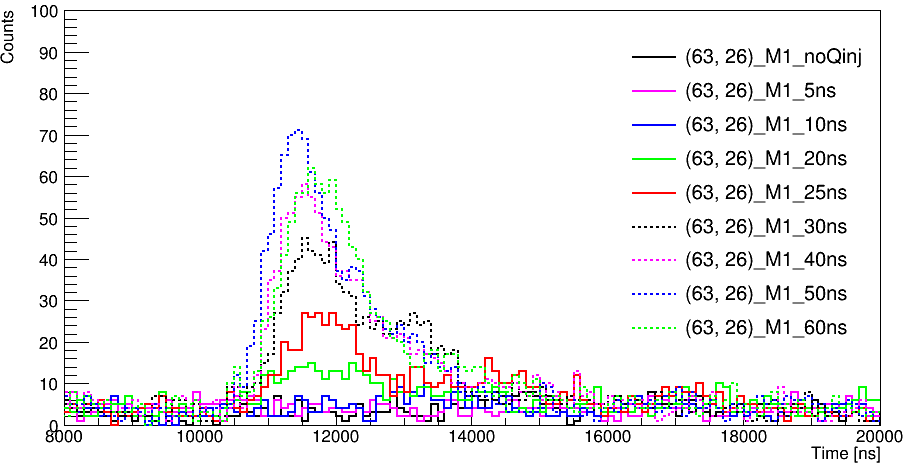 Counts
100
90
80
70
60
50
40
30
20
10
0
(63, 26)_M1_noQinj
(63, 26)_M1_5ns
(63, 26)_M1_10ns
(63, 26)_M1_20ns
(63, 26)_M1_25ns
(63, 26)_M1_30ns
(63, 26)_M1_40ns
(63, 26)_M1_50ns
(63, 26)_M1_60ns
8000 10000 12000 14000 16000 18000 20000
Time [ns]